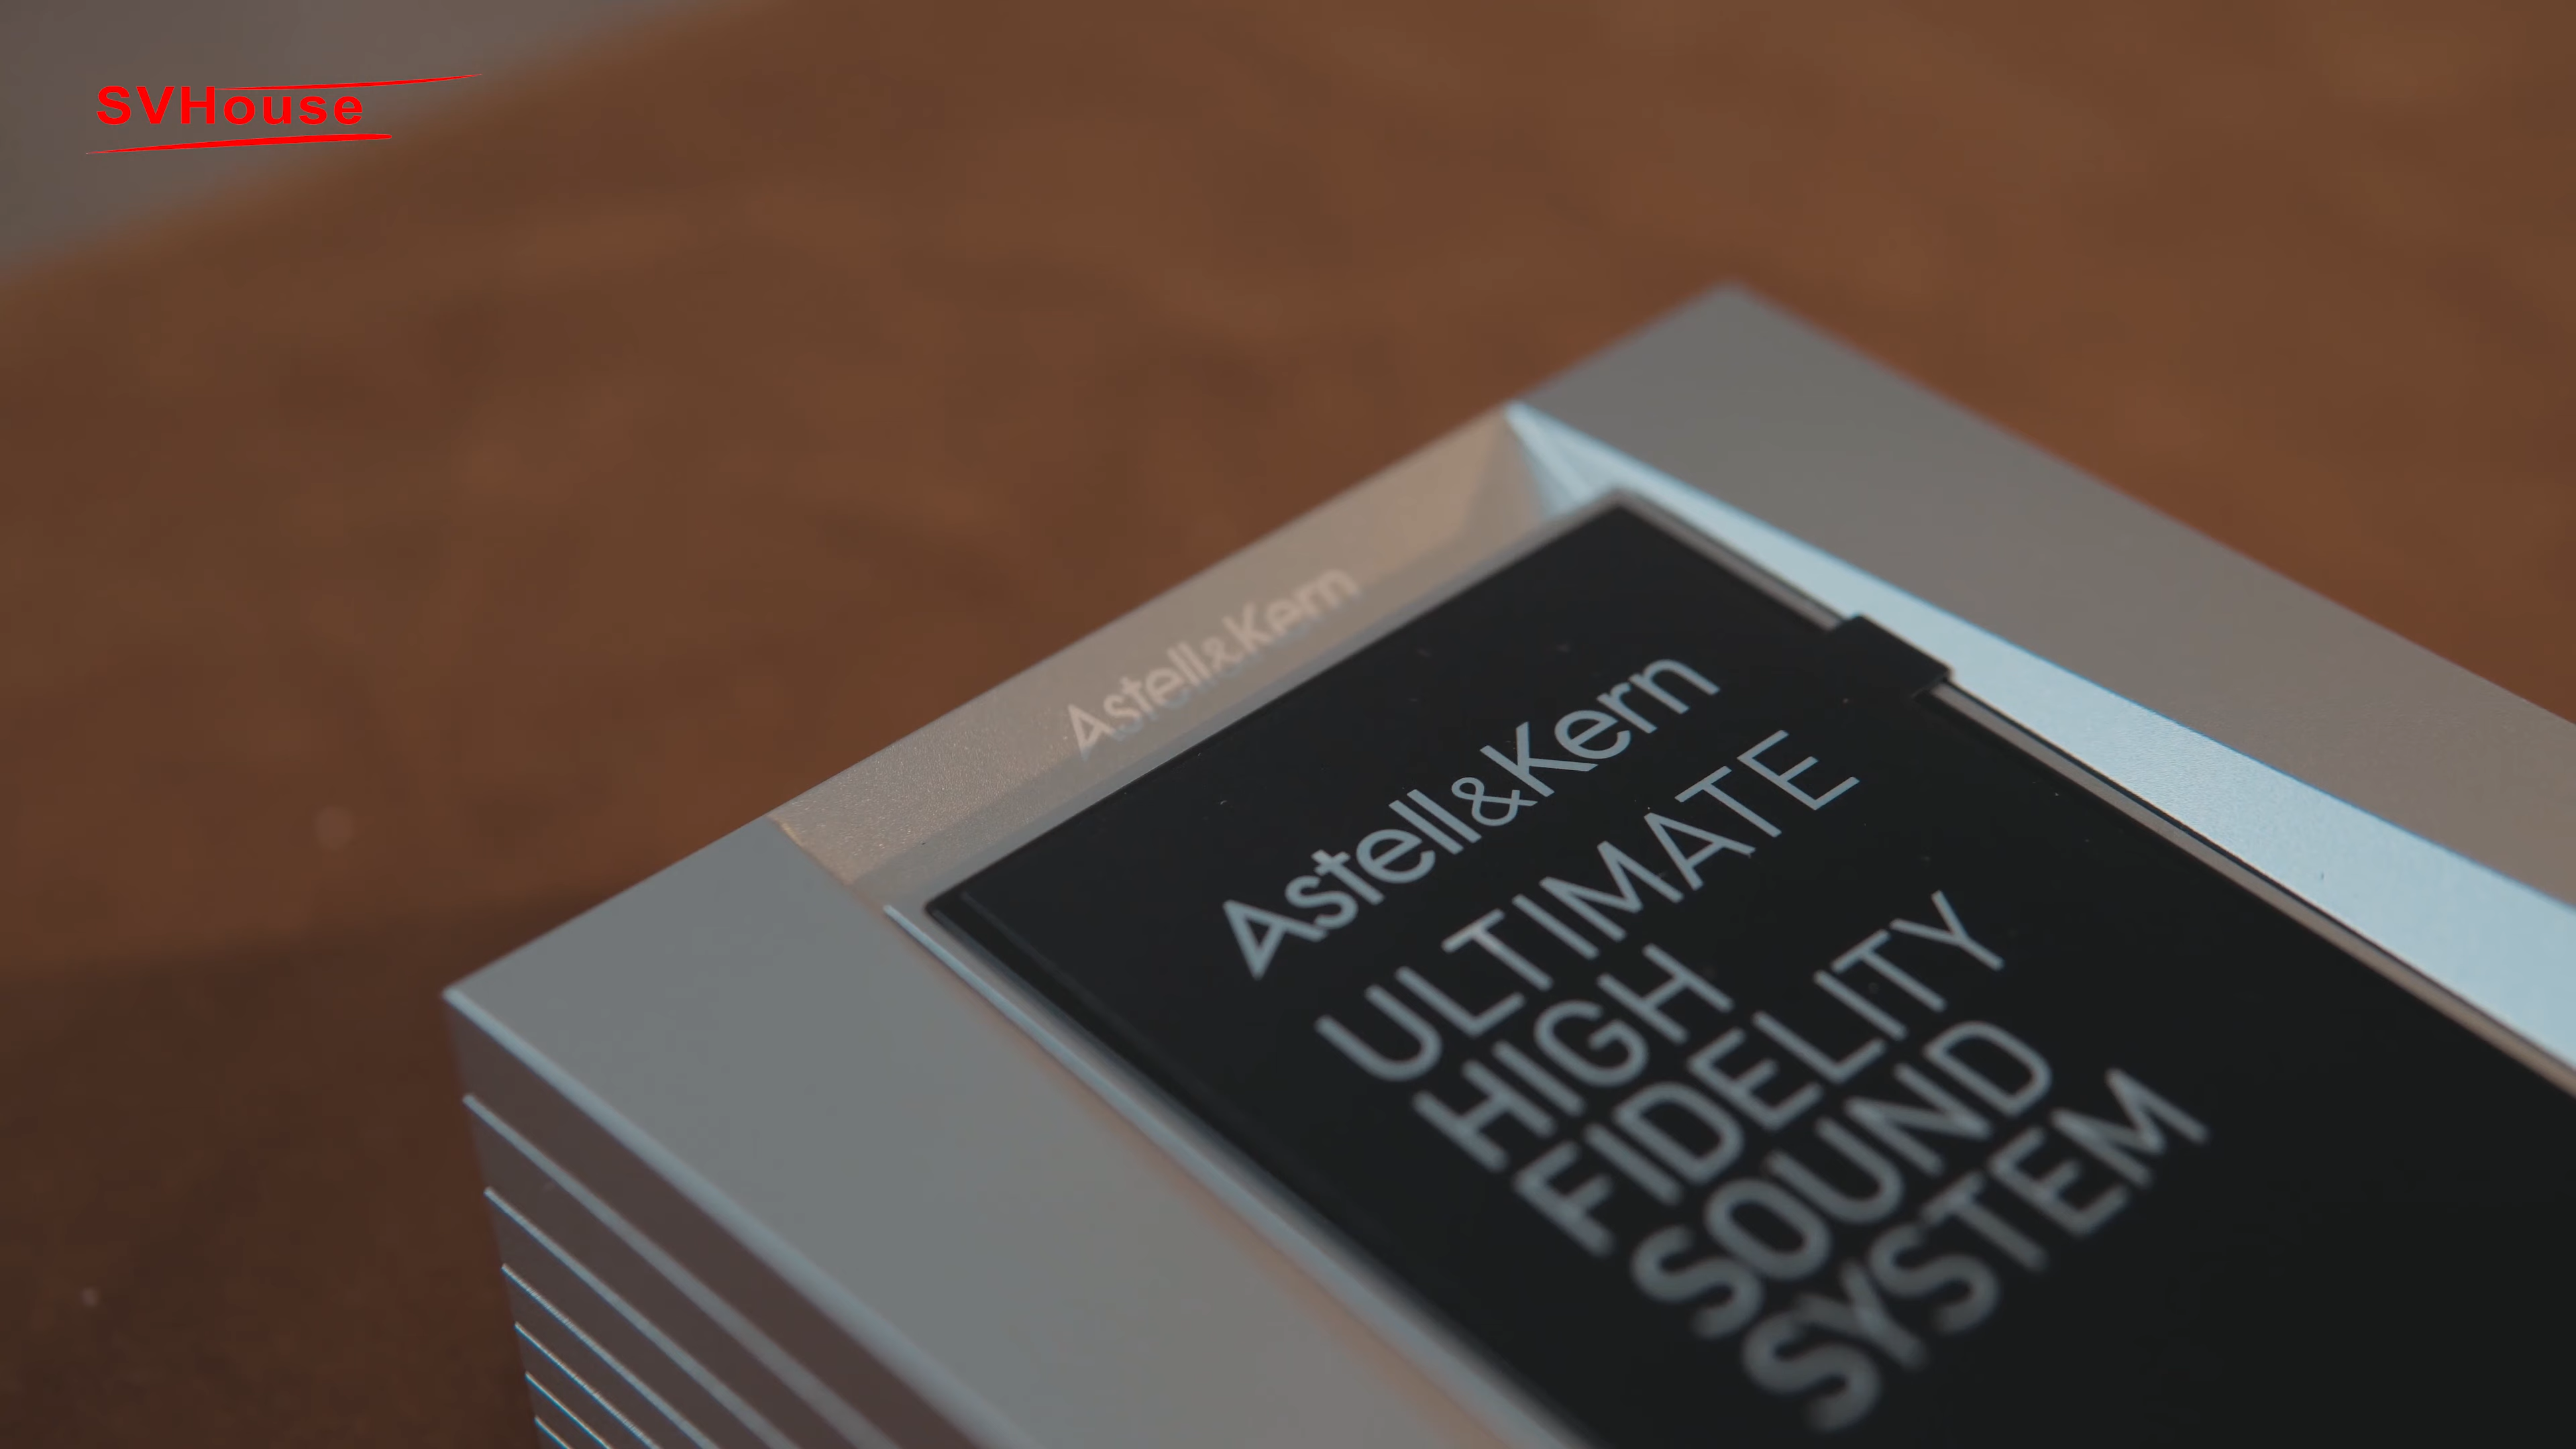 SVHouse
Astell&Kern
Astell&Kern
ULTIMATE
HIGH
FIDELITY
SOUND
SYSTEM